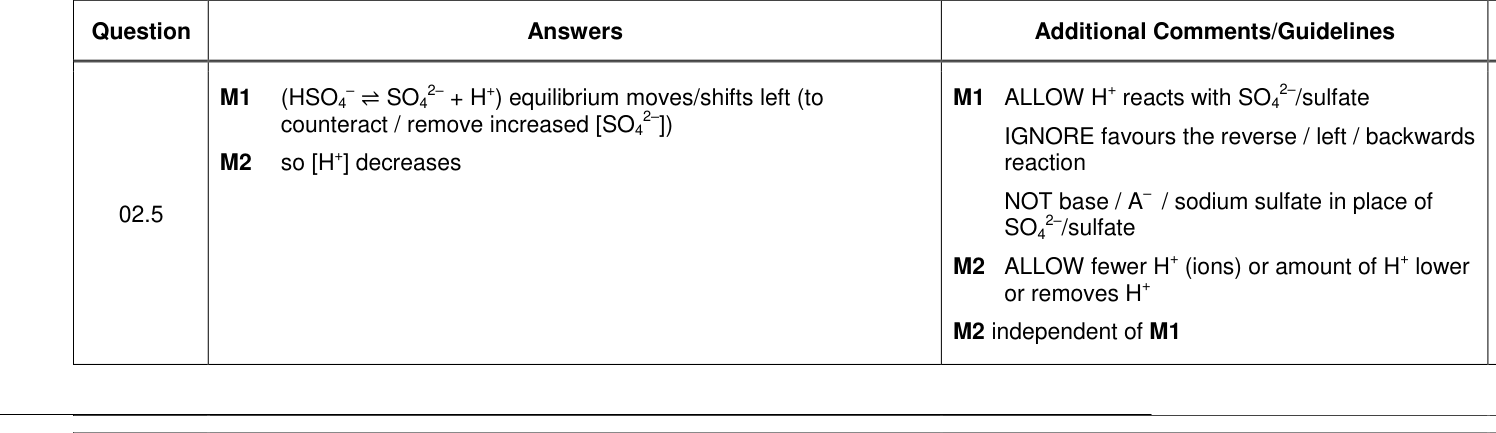 Question Answers Additional Comments/Guidelines
M1 (HSO₄⁻ ⇌ SO₄²⁻ + H⁺) equilibrium moves/shifts left (to
counteract / remove increased [SO₄²⁻])
M2 so [H⁺] decreases
02.5
M1 ALLOW H⁺ reacts with SO₄²⁻/sulfate
IGNORE favours the reverse / left / backwards
reaction
NOT base / A⁻ / sodium sulfate in place of
SO₄²⁻/sulfate
M2 ALLOW fewer H⁺ (ions) or amount of H⁺ lower
or removes H⁺
M2 independent of M1